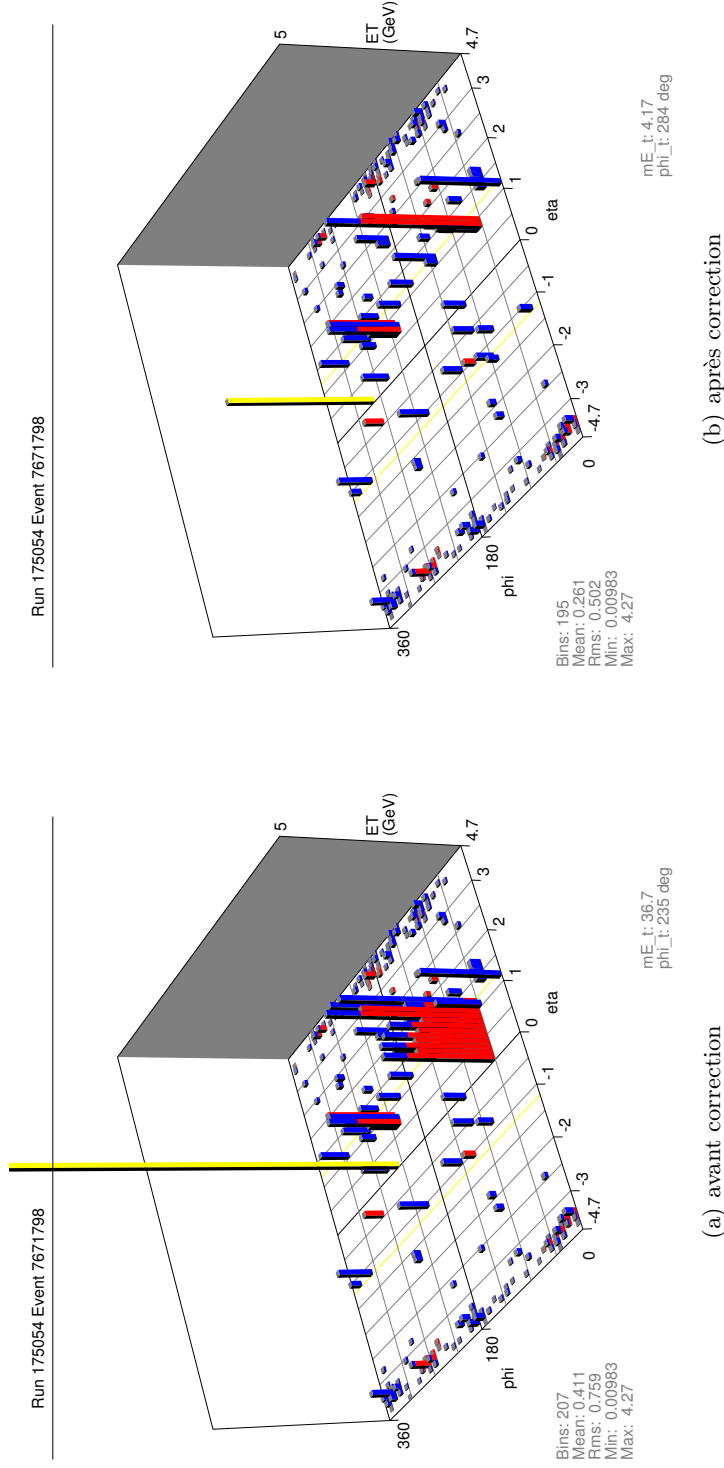 Run 175054 Event 7671798
5
ET
(GeV)
4.7
3
2
1
0
-1
-2
-3
-4.7
eta
0
180
360
phi
Bins: 207
Mean: 0.411
Rms: 0.759
Min: 0.00983
Max: 4.27
mE_t: 36.7
phi_t: 235 deg
(a) avant correction
Run 175054 Event 7671798
5
ET
(GeV)
4.7
3
2
1
0
-1
-2
-3
-4.7
eta
0
180
360
phi
Bins: 195
Mean: 0.261
Rms: 0.502
Min: 0.00983
Max: 4.27
mE_t: 4.17
phi_t: 284 deg
(b) après correction